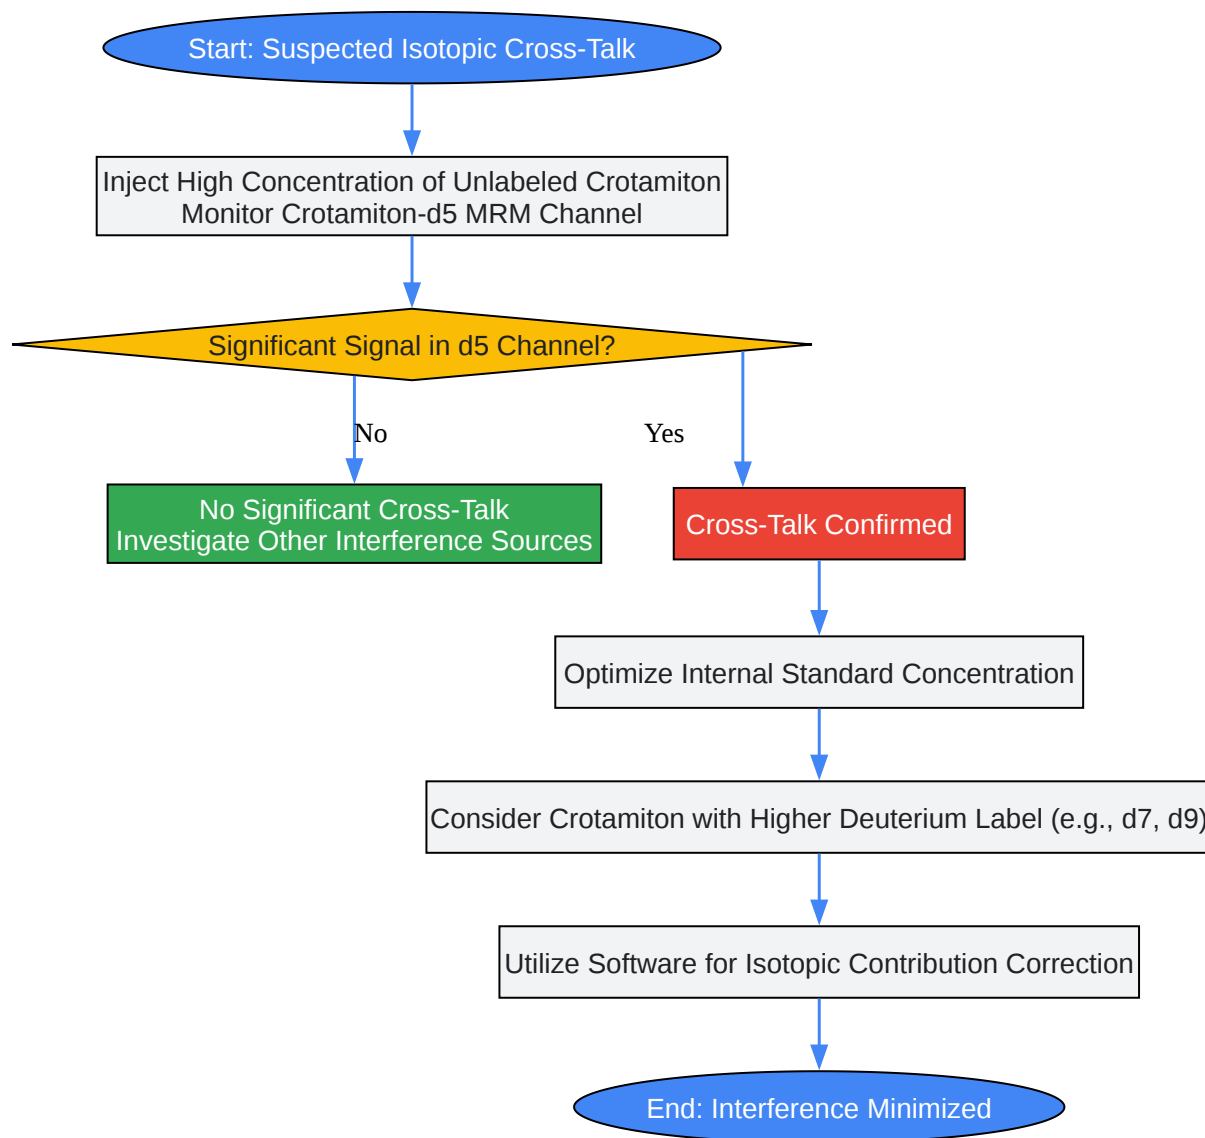 Start: Suspected Isotopic Cross-Talk
Inject High Concentration of Unlabeled Crotamiton
Monitor Crotamiton-d5 MRM Channel
Significant Signal in d5 Channel?
No
Yes
No Significant Cross-Talk
Investigate Other Interference Sources
Cross-Talk Confirmed
Optimize Internal Standard Concentration
Consider Crotamiton with Higher Deuterium Label (e.g., d7, d9)
Utilize Software for Isotopic Contribution Correction
End: Interference Minimized